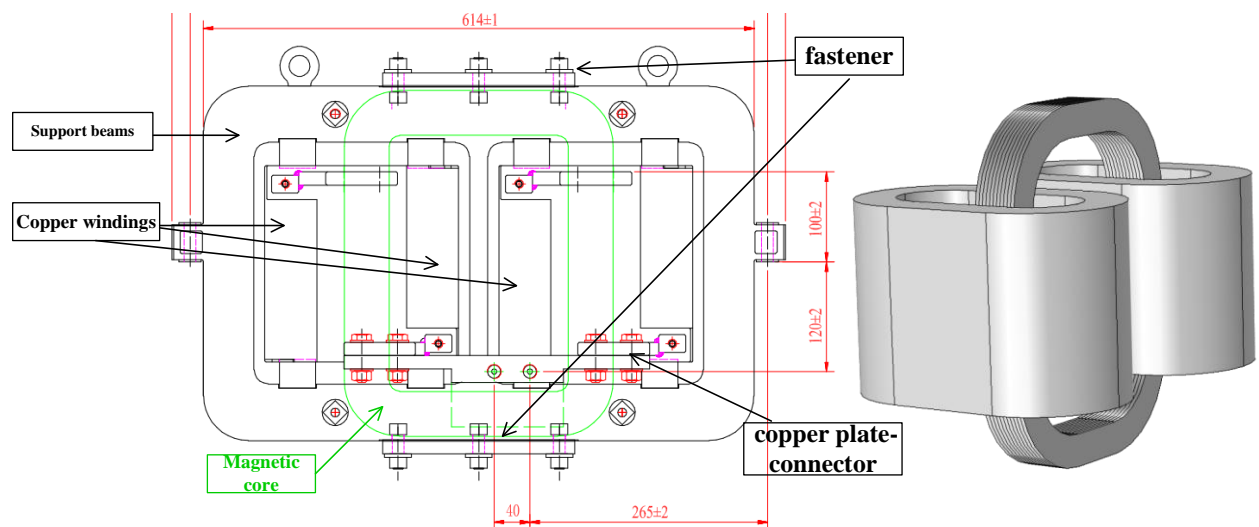 614±1
fastener
Support beams
Copper windings
100±2
120±2
copper plate-
connector
Magnetic
core
40
265±2